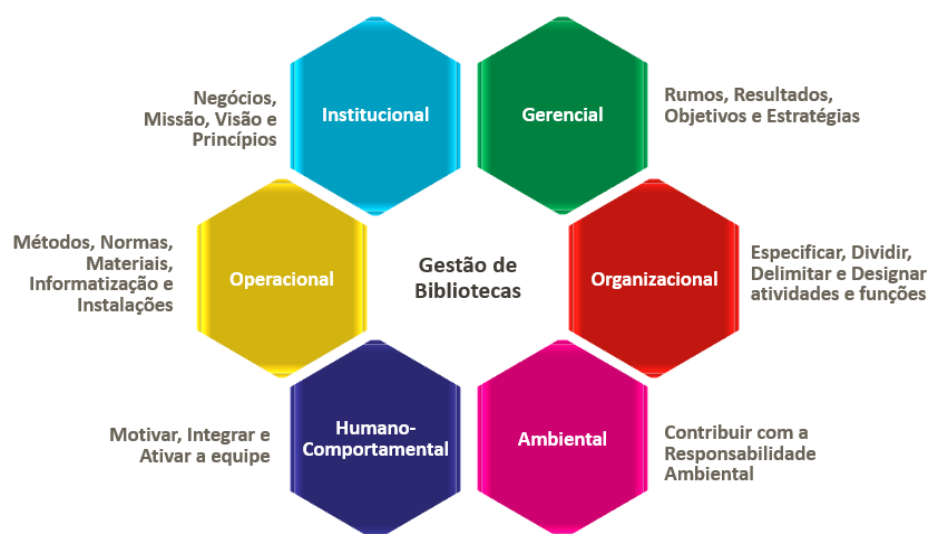 Negócios,
Missão, Visão e
Princípios
Institucional
Gerencial
Rumos, Resultados,
Objetivos e Estratégias
Métodos, Normas,
Materiais,
Informatização e
Instalações
Operacional
Gestão de
Bibliotecas
Organizacional
Especificar, Dividir,
Delimitar e Designar
atividades e funções
Motivar, Integrar e
Ativar a equipe
Humano-
Comportamental
Ambiental
Contribuir com a
Responsabilidade
Ambiental